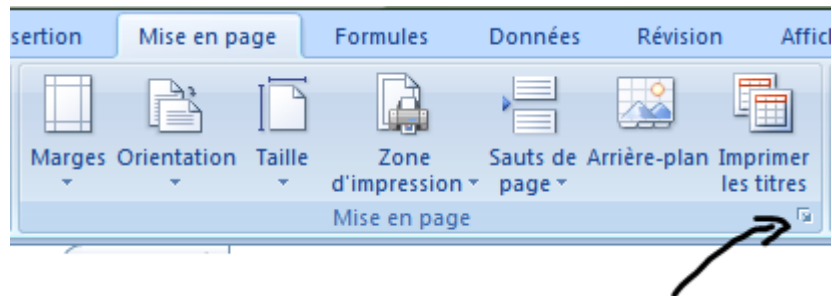 sertion Mise en page Formules Données Révision Affic
Marges Orientation Taille Zone Sauts de Arrière-plan Imprimer
d'impression page les titres
Mise en page